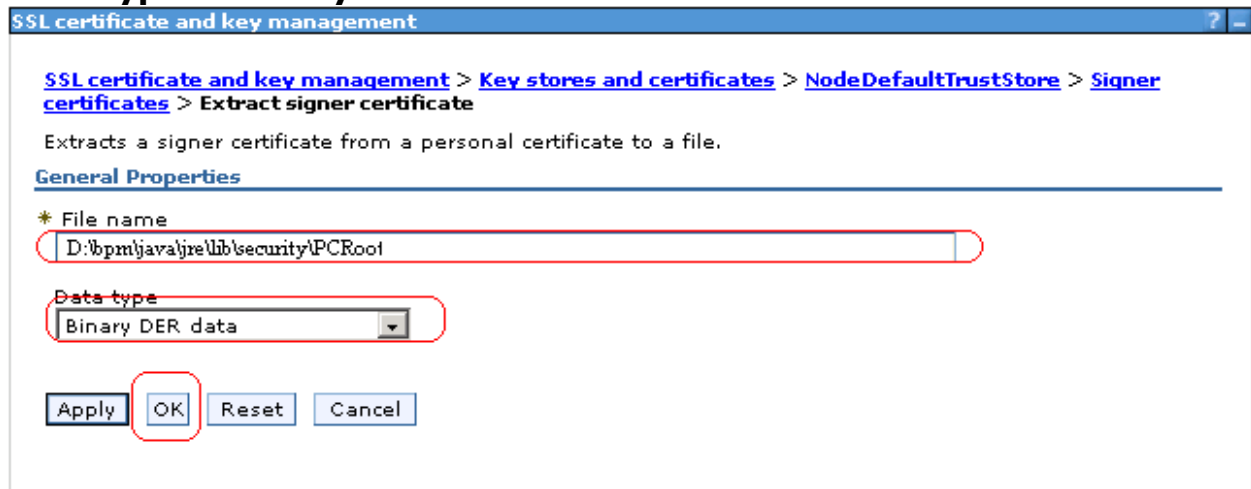 SSL certificate and key management ? –
SSL certificate and key management > Key stores and certificates > NodeDefaultTrustStore > Signer
certificates > Extract signer certificate
Extracts a signer certificate from a personal certificate to a file.
General Properties
* File name
D:\bpm\java\jre\lib\security\PCRoot
Data type
Binary DER data
Apply OK Reset Cancel